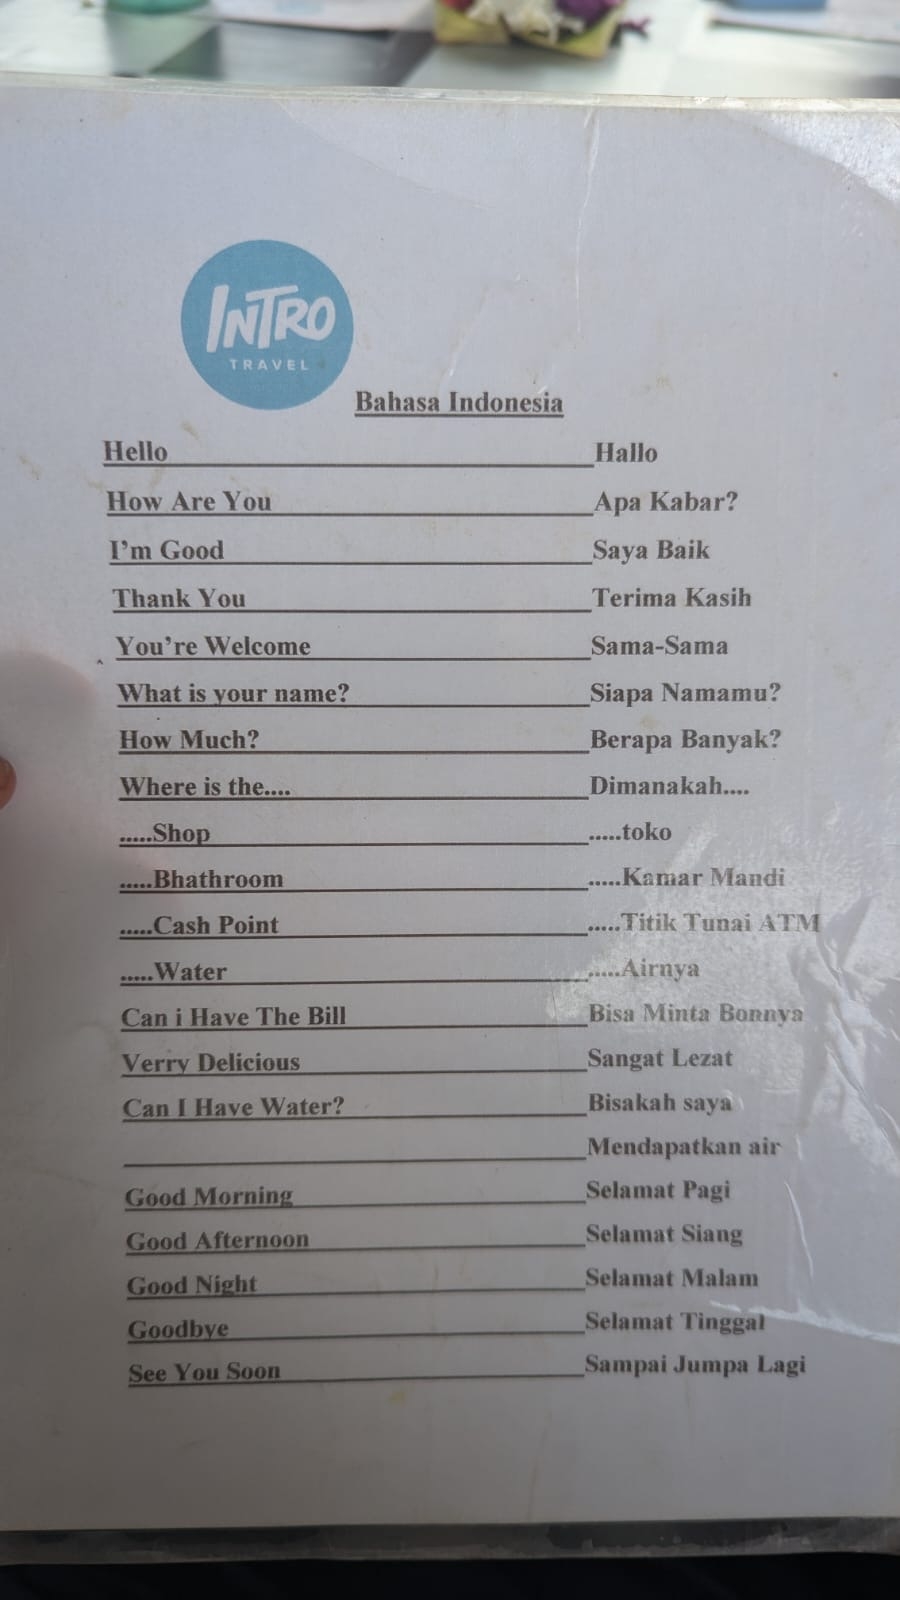 INTRO
TRAVEL
Bahasa Indonesia
Hello Hallo
How Are You Apa Kabar?
I'm Good Saya Baik
Thank You Terima Kasih
You're Welcome Sama-Sama
What is your name? Siapa Namamu?
How Much? Berapa Banyak?
Where is the.... Dimanakah....
.....Shop .....toko
.....Bhathroom .....Kamar Mandi
.....Cash Point .....Titik Tunai ATM
.....Water .....Airnya
Can i Have The Bill Bisa Minta Bonnya
Verry Delicious Sangat Lezat
Can I Have Water? Bisakah saya
Mendapatkan air
Good Morning Selamat Pagi
Good Afternoon Selamat Siang
Good Night Selamat Malam
Goodbye Selamat Tinggal
See You Soon Sampai Jumpa Lagi